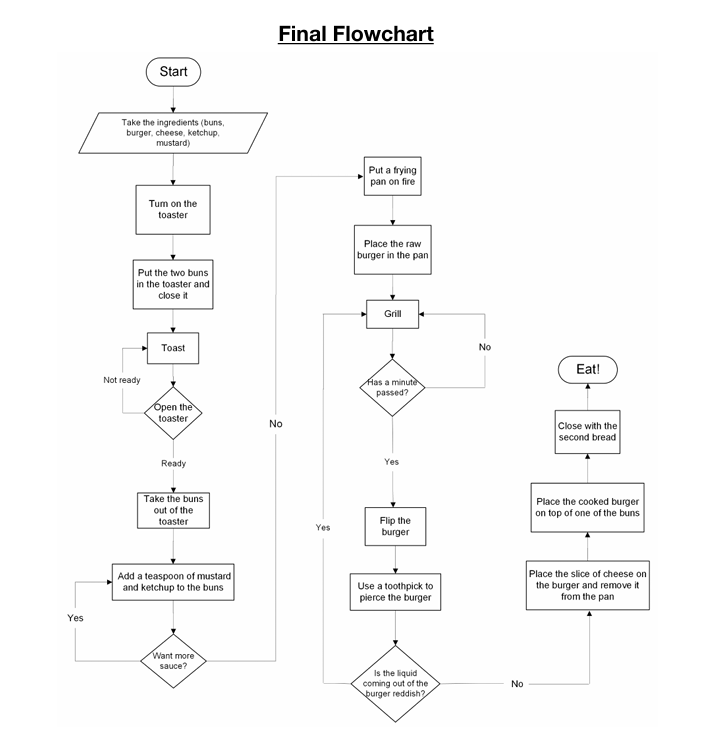 Final Flowchart
Start
Take the ingredients (buns,
burger, cheese, ketchup,
mustard)
Turn on the
toaster
Put the two buns
in the toaster and
close it
Toast
Not ready
Open the
toaster
Ready
Take the buns
out of the
toaster
Add a teaspoon of mustard
and ketchup to the buns
Yes
Want more
sauce?
No
Put a frying
pan on fire
Place the raw
burger in the pan
Grill
No
Has a minute
passed?
Yes
Flip the
burger
Yes
Use a toothpick to
pierce the burger
Is the liquid
coming out of the
burger reddish?
No
Place the slice of cheese on
the burger and remove it
from the pan
Place the cooked burger
on top of one of the buns
Close with the
second bread
Eat!